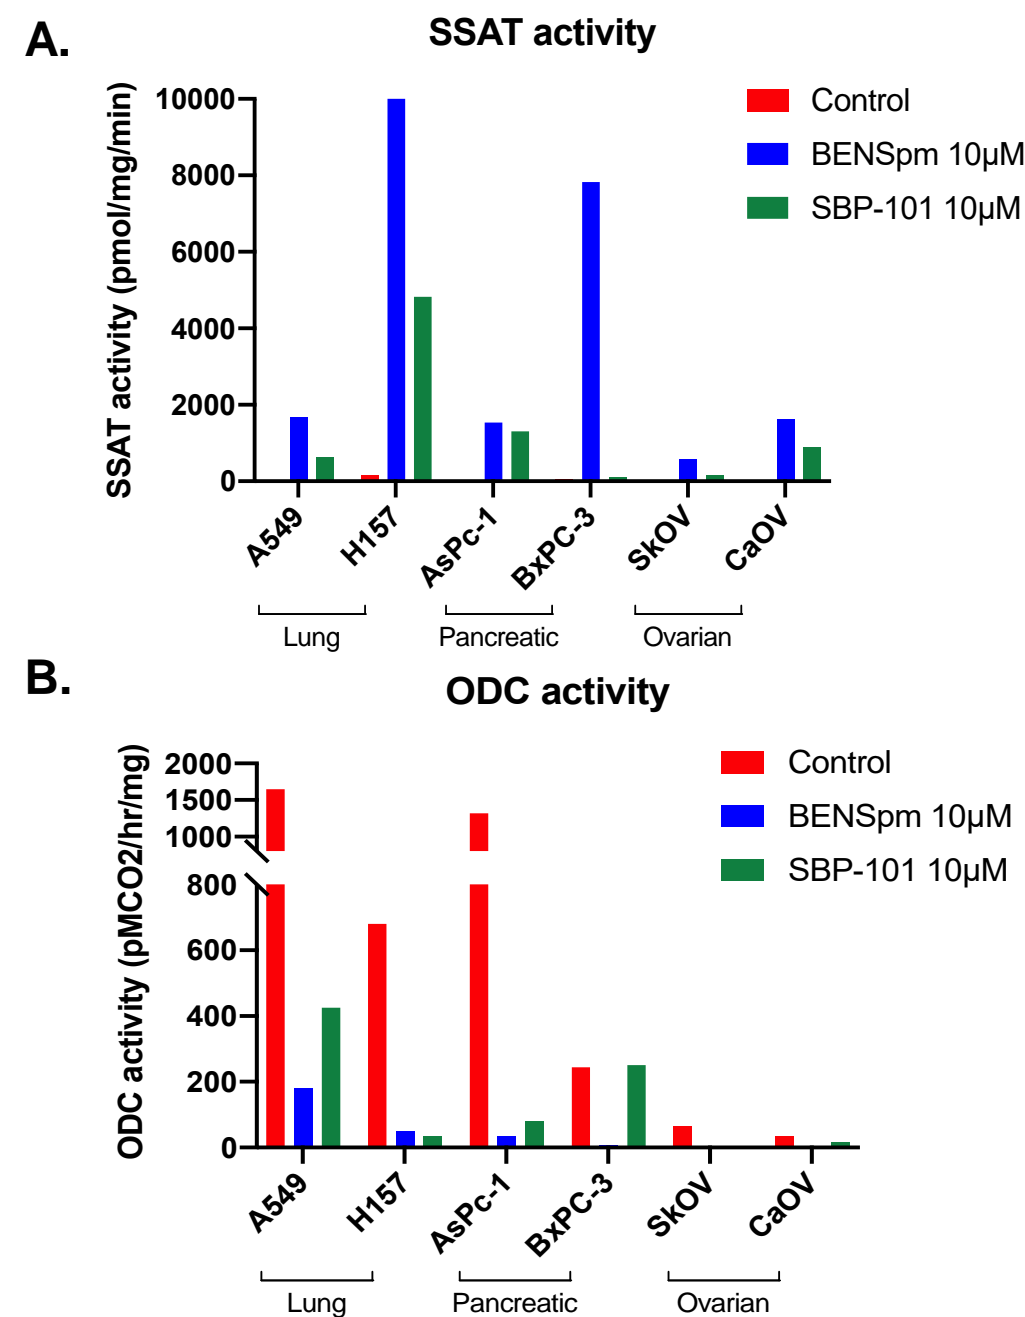 A.
SSAT activity
SSAT activity (pmol/mg/min)
10000
8000
6000
4000
2000
0
Control
BENSpm 10µM
SBP-101 10µM
A549
H157
AsPc-1
BxPC-3
SkOV
CaOV
Lung
Pancreatic
Ovarian
B.
ODC activity
ODC activity (pMCO2/hr/mg)
2000
1500
1000
800
600
400
200
0
Control
BENSpm 10µM
SBP-101 10µM
A549
H157
AsPc-1
BxPC-3
SkOV
CaOV
Lung
Pancreatic
Ovarian